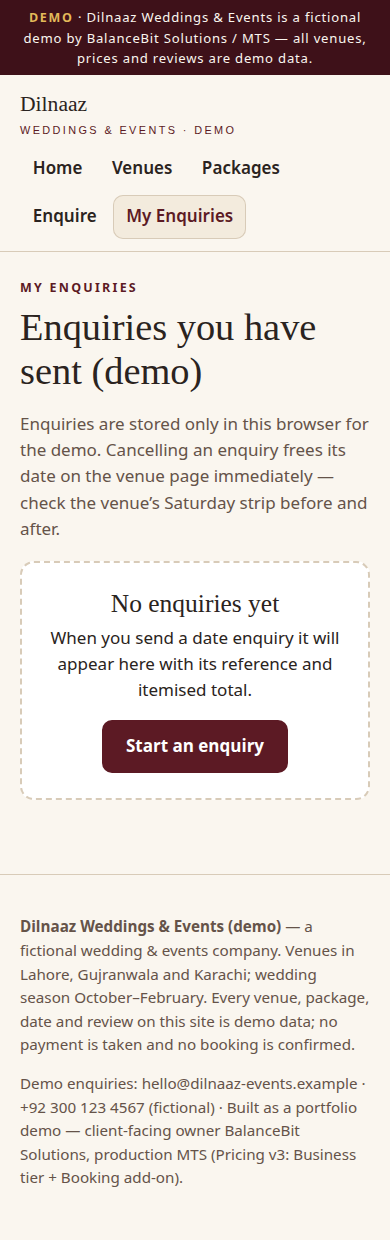 DEMO · Dilnaaz Weddings & Events is a fictional
demo by BalanceBit Solutions / MTS — all venues,
prices and reviews are demo data.
Dilnaaz
WEDDINGS & EVENTS · DEMO
Home Venues Packages
Enquire My Enquiries
MY ENQUIRIES
Enquiries you have
sent (demo)
Enquiries are stored only in this browser for
the demo. Cancelling an enquiry frees its
date on the venue page immediately —
check the venue’s Saturday strip before and
after.
No enquiries yet
When you send a date enquiry it will
appear here with its reference and
itemised total.
Start an enquiry
Dilnaaz Weddings & Events (demo) — a
fictional wedding & events company. Venues in
Lahore, Gujranwala and Karachi; wedding
season October–February. Every venue, package,
date and review on this site is demo data; no
payment is taken and no booking is confirmed.
Demo enquiries: hello@dilnaaz-events.example ·
+92 300 123 4567 (fictional) · Built as a portfolio
demo — client-facing owner BalanceBit
Solutions, production MTS (Pricing v3: Business
tier + Booking add-on).